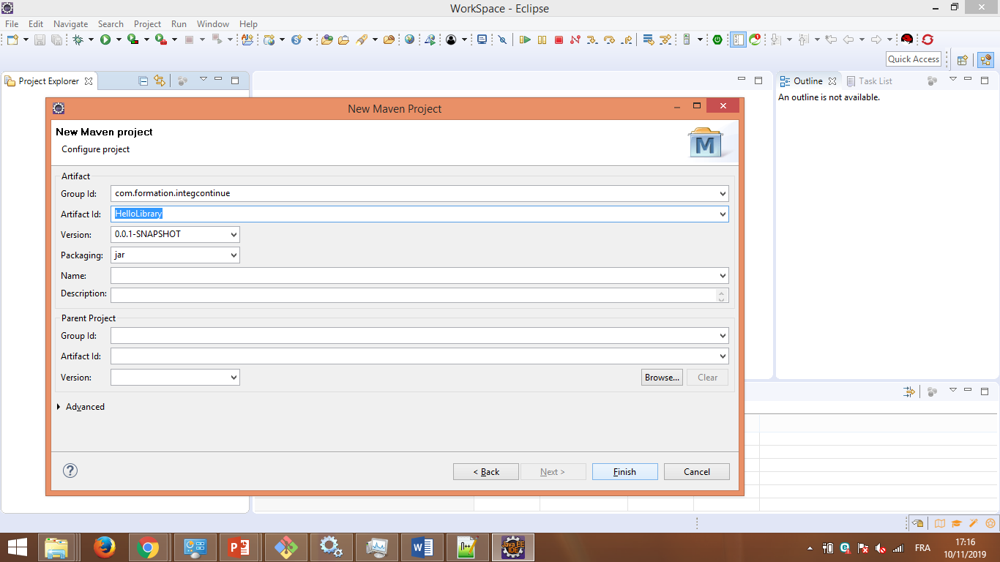 WorkSpace - Eclipse
File Edit Navigate Search Project Run Window Help
Quick Access
Project Explorer
Outline Task List
An outline is not available.
New Maven Project
New Maven project
Configure project
M
Artifact
Group Id: com.formation.integcontinue
Artifact Id: HelloLibrary
Version: 0.0.1-SNAPSHOT
Packaging: jar
Name:
Description:
Parent Project
Group Id:
Artifact Id:
Version: Browse... Clear
Advanced
< Back Next > Finish Cancel
Java EE
IDE
FRA
17:16
10/11/2019